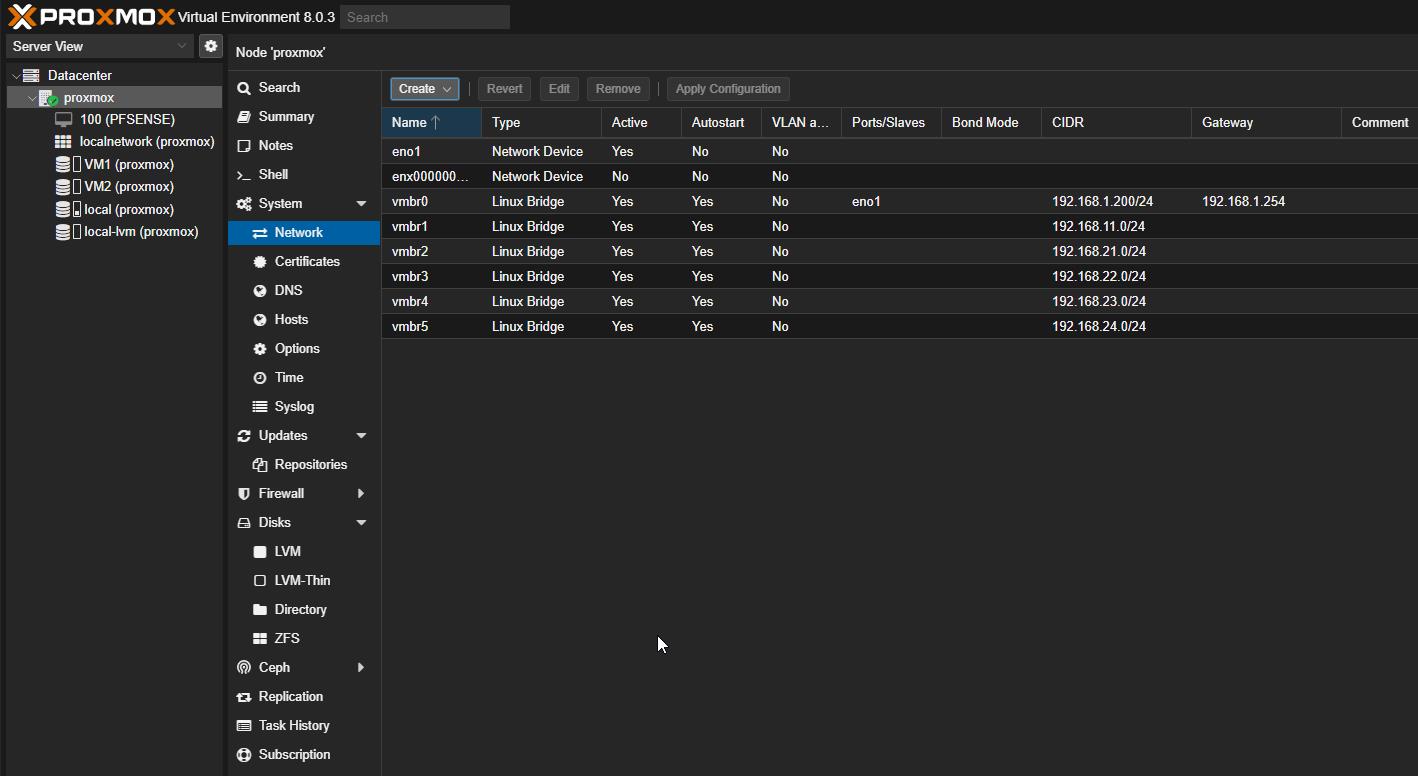 PROXMOX Virtual Environment 8.0.3 Search
Server View
Datacenter
proxmox
100 (PFSENSE)
localnetwork (proxmox)
VM1 (proxmox)
VM2 (proxmox)
local (proxmox)
local-lvm (proxmox)
Node 'proxmox'
Search
Summary
Notes
Shell
System
Network
Certificates
DNS
Hosts
Options
Time
Syslog
Updates
Repositories
Firewall
Disks
LVM
LVM-Thin
Directory
ZFS
Ceph
Replication
Task History
Subscription
Create Revert Edit Remove Apply Configuration
Name Type Active Autostart VLAN a... Ports/Slaves Bond Mode CIDR Gateway Comment
eno1 Network Device Yes No No
enx000000... Network Device No No No
vmbr0 Linux Bridge Yes Yes No eno1 192.168.1.200/24 192.168.1.254
vmbr1 Linux Bridge Yes Yes No 192.168.11.0/24
vmbr2 Linux Bridge Yes Yes No 192.168.21.0/24
vmbr3 Linux Bridge Yes Yes No 192.168.22.0/24
vmbr4 Linux Bridge Yes Yes No 192.168.23.0/24
vmbr5 Linux Bridge Yes Yes No 192.168.24.0/24